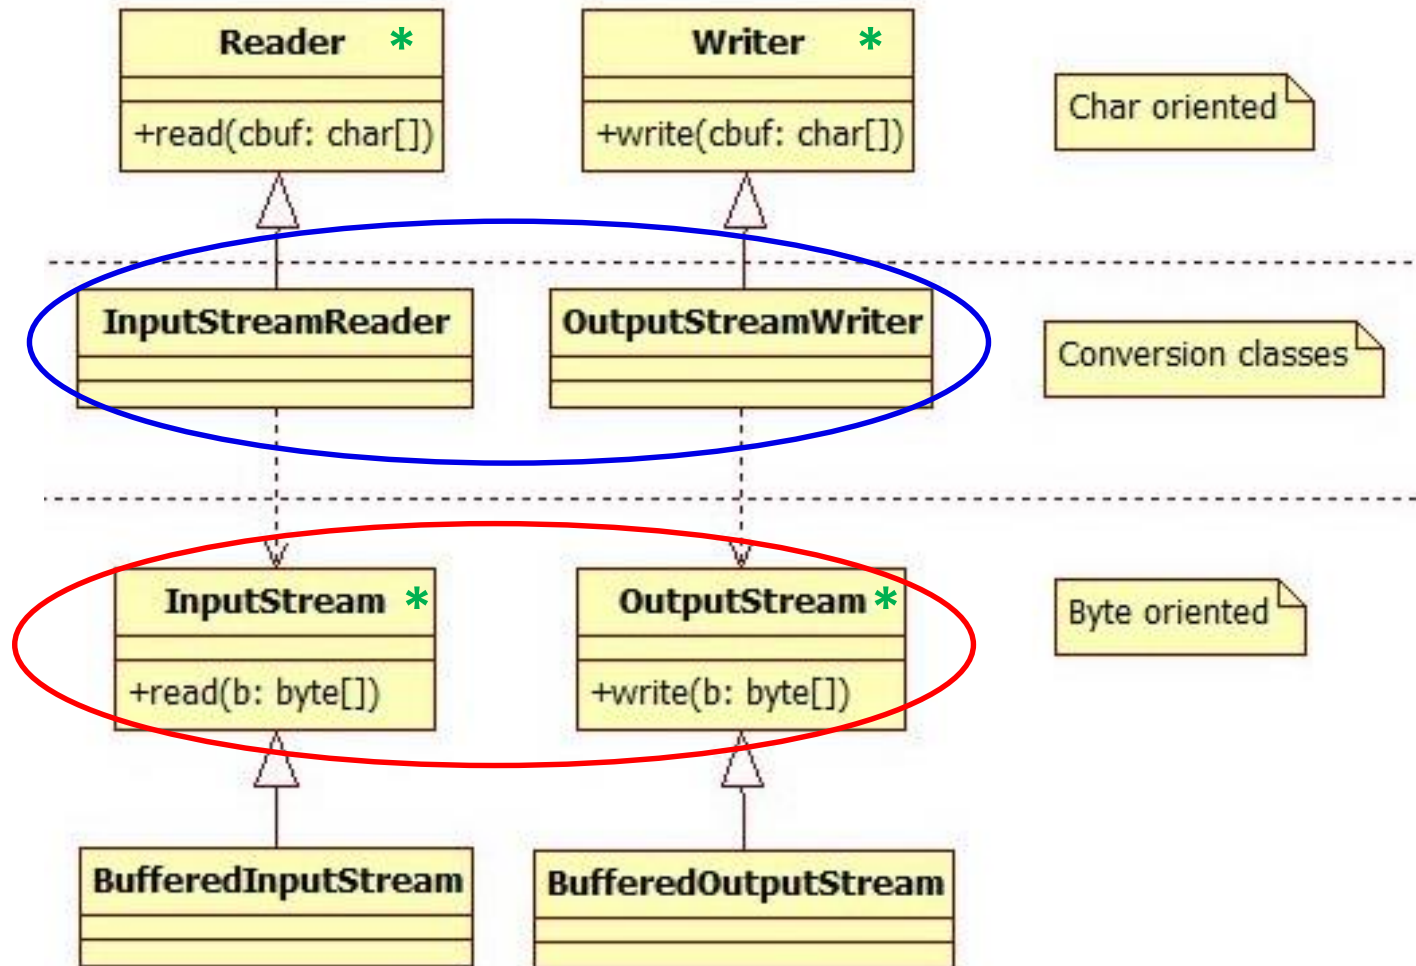 Reader *
Writer *
+read(cbuf: char[])
+write(cbuf: char[])
Char oriented
InputStreamReader
OutputStreamWriter
Conversion classes
InputStream *
OutputStream *
+read(b: byte[])
+write(b: byte[])
Byte oriented
BufferedInputStream
BufferedOutputStream